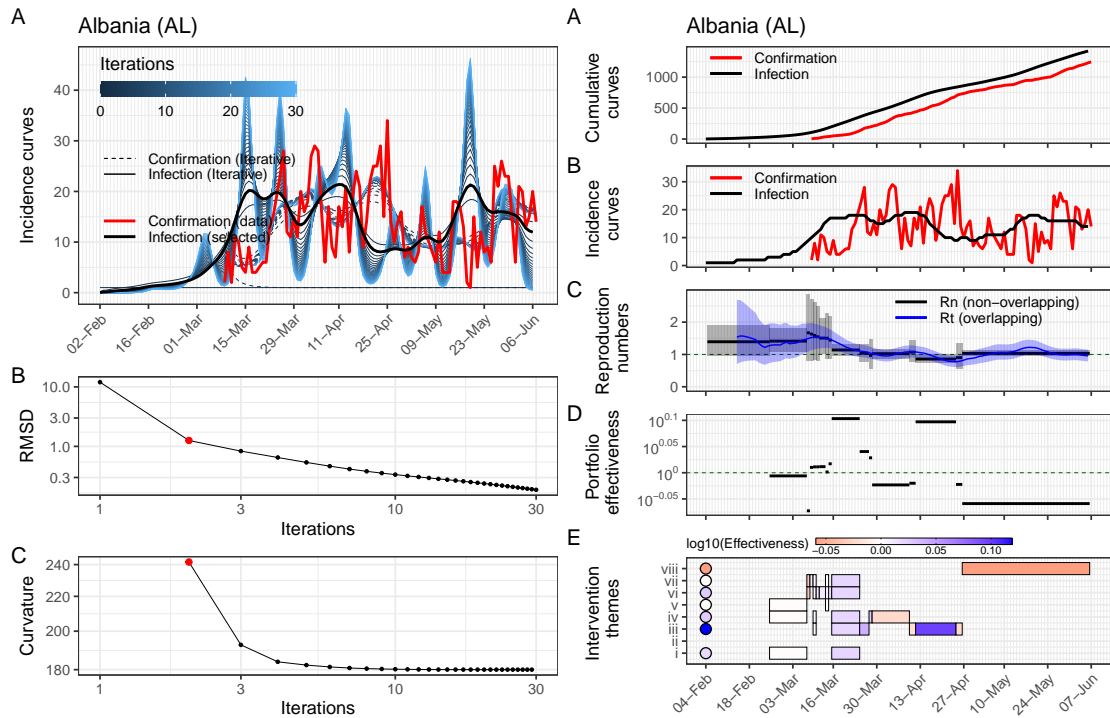 A
Albania (AL)
Iterations
0 10 20 30
Confirmation (Iterative)
Infection (Iterative)
Confirmation (data)
Infection (selected)
Incidence curves
40
30
20
10
0
02−Feb 16−Feb 01−Mar 15−Mar 28−Mar 11−Apr 25−Apr 09−May 23−May 06−Jun
B
RMSD
10.0
3.0
1.0
0.3
1 3 10 30
Iterations
C
Curvature
240
220
200
180
1 3 10 30
Iterations
A
Albania (AL)
Confirmation
Infection
Cumulative
curves
1000
500
0
B
Confirmation
Infection
Incidence
curves
30
20
10
0
C
Rn (non−overlapping)
Rt (overlapping)
Reproduction
numbers
2
1
0
D
Portfolio
effectiveness
10^0.1
10^0.05
10^0
10^−0.05
E
log10(Effectiveness)
−0.05 0.00 0.05 0.10
Intervention
themes
viii
vii
vi
v
iv
iii
ii
i
04−Feb 18−Feb 03−Mar 16−Mar 30−Mar 13−Apr 27−Apr 10−May 24−May 07−Jun